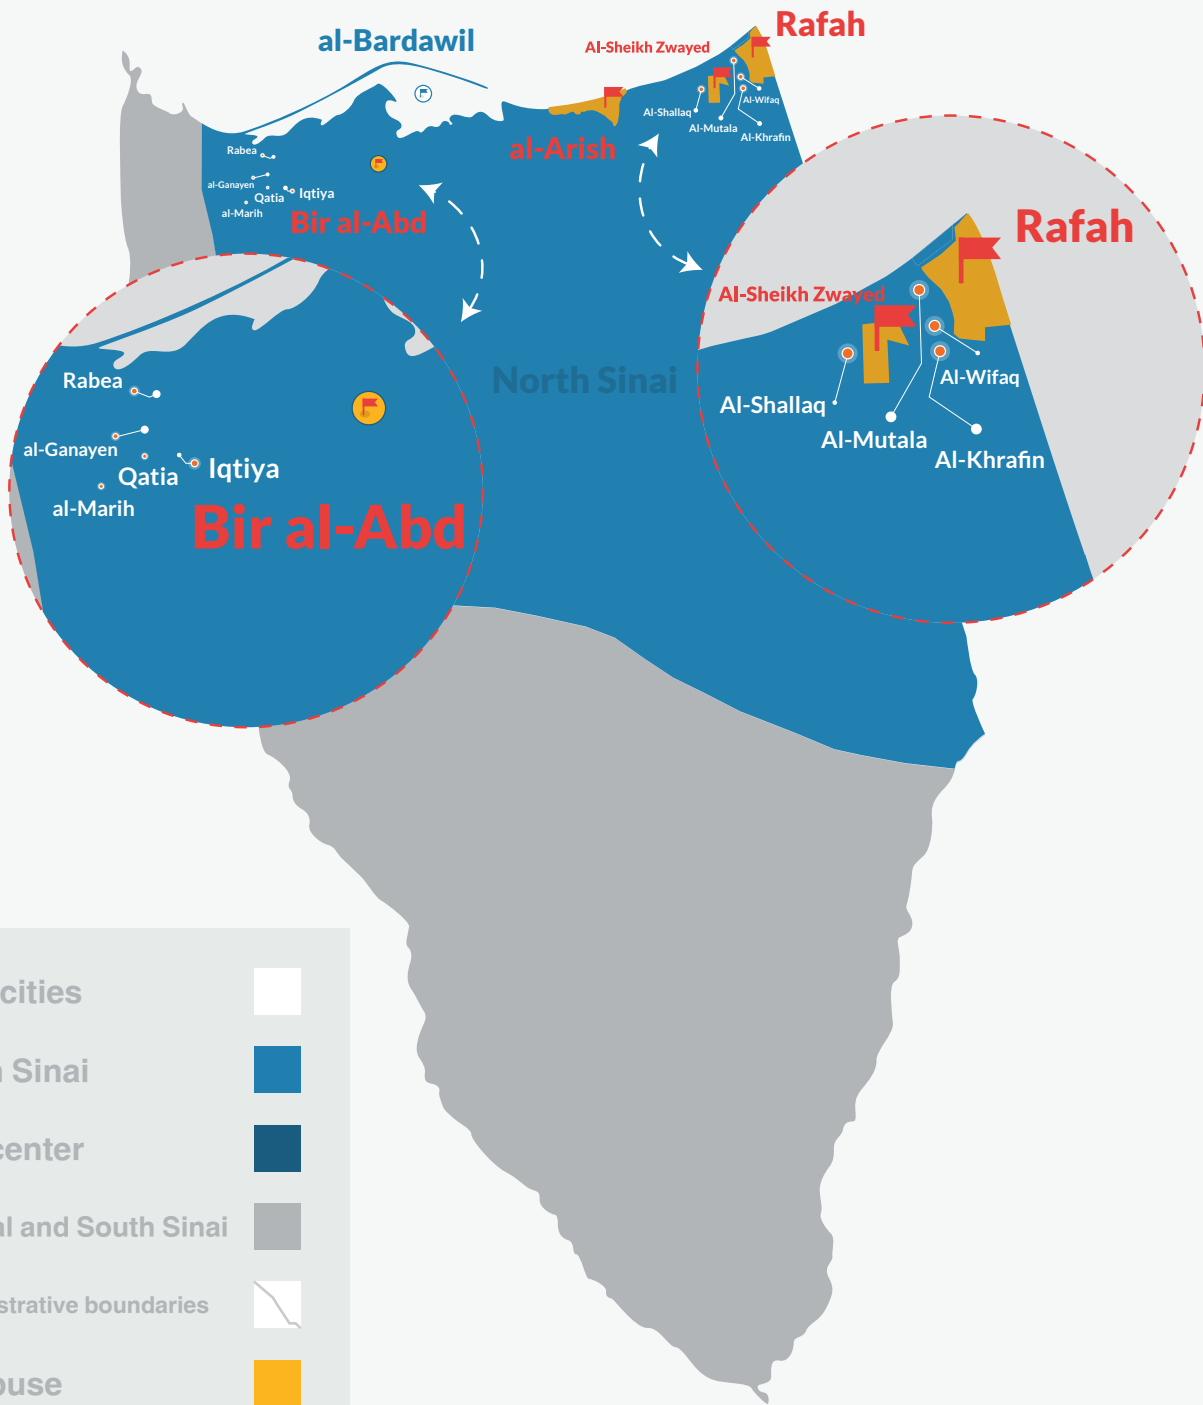 Rafah
al-Bardawil
Al-Sheikh Zwayed
Al-Wifaq
Al-Shallaq
Al-Mutala
Al-Khrafin
al-Arish
Rabea
al-Ganayen
Qatia
Iqtiya
al-Marih
Bir al-Abd
Rafah
Al-Sheikh Zwayed
North Sinai
Al-Wifaq
Al-Shallaq
Al-Mutala
Al-Khrafin
Rabea
al-Ganayen
Qatia
Iqtiya
al-Marih
Bir al-Abd
cities
Sinai
center
and South Sinai
boundaries